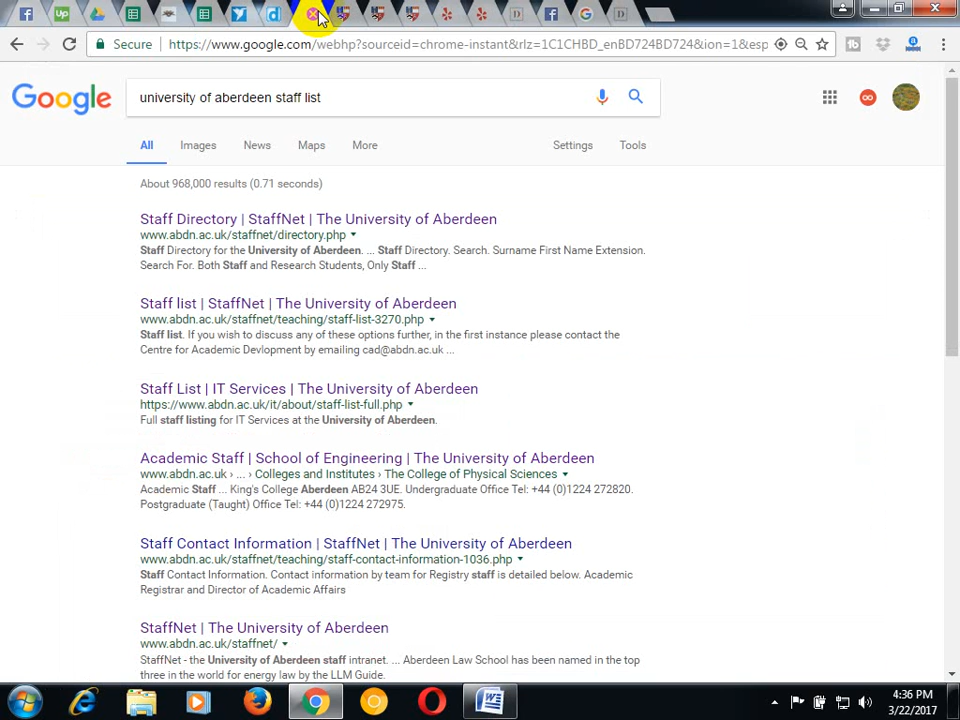 Secure https://www.google.com/webhp?sourceid=chrome-instant&rlz=1C1CHBD_enBD724BD724&ion=1&esp
Google university of aberdeen staff list
All Images News Maps More Settings Tools
About 968,000 results (0.71 seconds)
Staff Directory | StaffNet | The University of Aberdeen
www.abdn.ac.uk/staffnet/directory.php
Staff Directory for the University of Aberdeen. ... Staff Directory. Search. Surname First Name Extension.
Search For. Both Staff and Research Students, Only Staff ...
Staff list | StaffNet | The University of Aberdeen
www.abdn.ac.uk/staffnet/teaching/staff-list-3270.php
Staff list. If you wish to discuss any of these options further, in the first instance please contact the
Centre for Academic Devlopment by emailing cad@abdn.ac.uk ...
Staff List | IT Services | The University of Aberdeen
https://www.abdn.ac.uk/it/about/staff-list-full.php
Full staff listing for IT Services at the University of Aberdeen.
Academic Staff | School of Engineering | The University of Aberdeen
www.abdn.ac.uk › ... › Colleges and Institutes › The College of Physical Sciences
Academic Staff ... King's College Aberdeen AB24 3UE. Undergraduate Office Tel: +44 (0)1224 272820.
Postgraduate (Taught) Office Tel: +44 (0)1224 272975.
Staff Contact Information | StaffNet | The University of Aberdeen
www.abdn.ac.uk/staffnet/teaching/staff-contact-information-1036.php
Staff Contact Information. Contact information by team for Registry staff is detailed below. Academic
Registrar and Director of Academic Affairs
StaffNet | The University of Aberdeen
www.abdn.ac.uk/staffnet/
StaffNet - the University of Aberdeen staff intranet. ... Aberdeen Law School has been named in the top
three in the world for energy law by the LLM Guide.
4:36 PM
3/22/2017